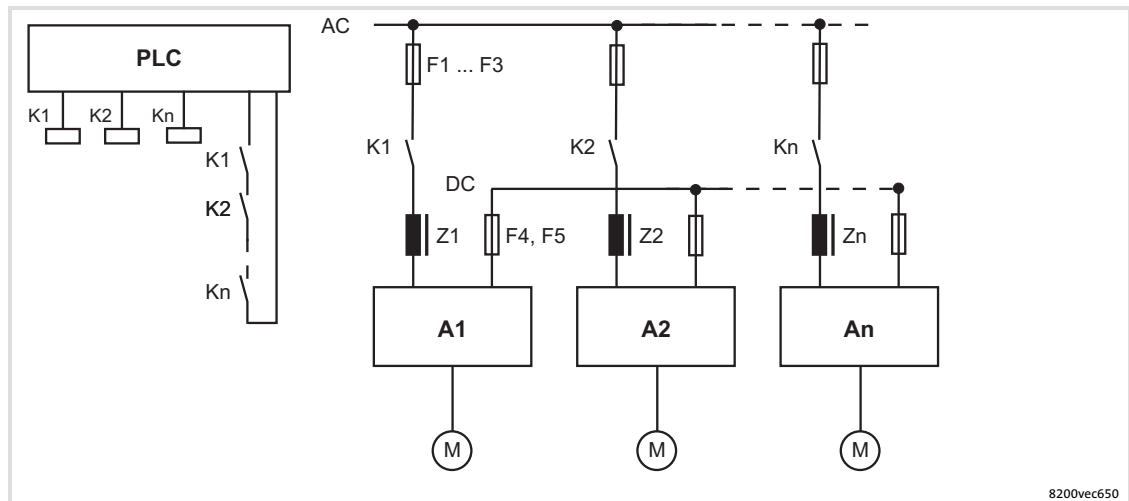 PLC
K1 K2 Kn
K1
K2
Kn
AC
F1 ... F3
K1 K2 Kn
DC
Z1 F4, F5 Z2 Zn
A1 A2 An
M M M
8200vec650